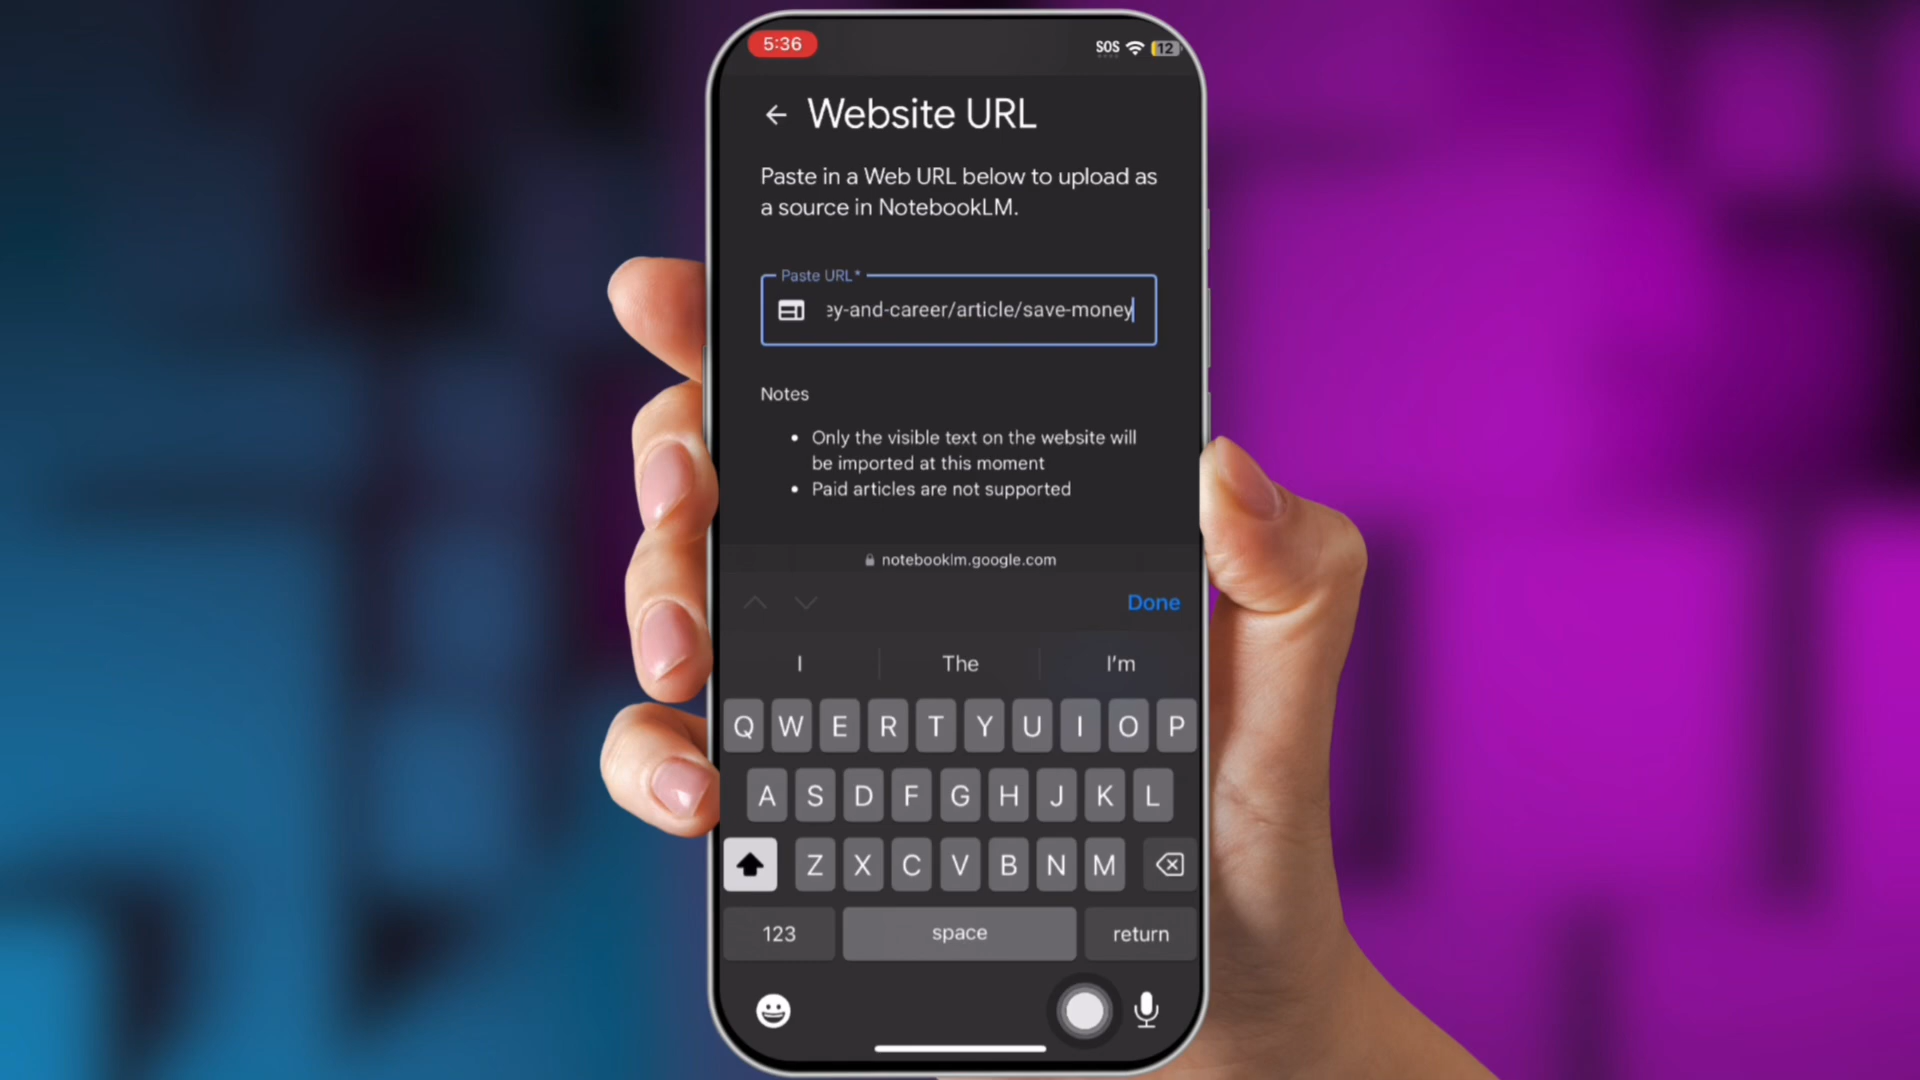 5:36
SOS
12
Website URL
Paste in a Web URL below to upload as
a source in NotebookLM.
Paste URL*
ey-and-career/article/save-money
Notes
Only the visible text on the website will
be imported at this moment
Paid articles are not supported
notebooklm.google.com
Done
I The I'm
Q W E R T Y U I O P
A S D F G H J K L
Z X C V B N M
123 space return